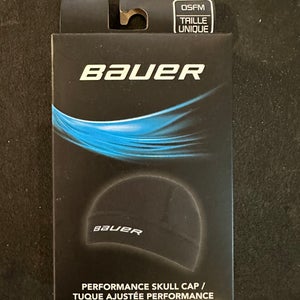 OSFM
TAILLE
UNIQUE
BAUER
BAUER
PERFORMANCE SKULL CAP /
TUQUE AJUSTÉE PERFORMANCE